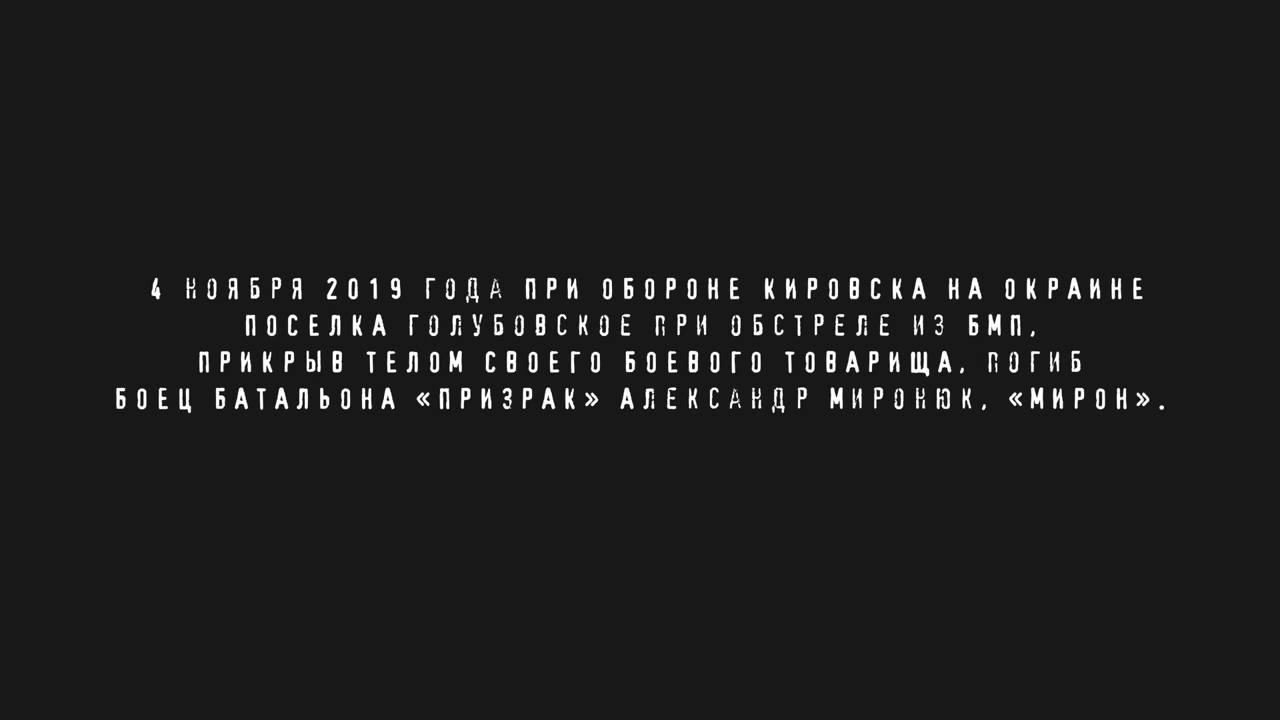 4 НОЯБРЯ 2019 ГОДА ПРИ ОБОРОНЕ КИРОВСКА НА ОКРАИНЕ
ПОСЕЛКА ГОЛУБОВСКОЕ ПРИ ОБСТРЕЛЕ ИЗ БМП,
ПРИКРЫВ ТЕЛОМ СВОЕГО БОЕВОГО ТОВАРИЩА, ПОГИБ
БОЕЦ БАТАЛЬОНА «ПРИЗРАК» АЛЕКСАНДР МИРОНЮК, «МИРОН».